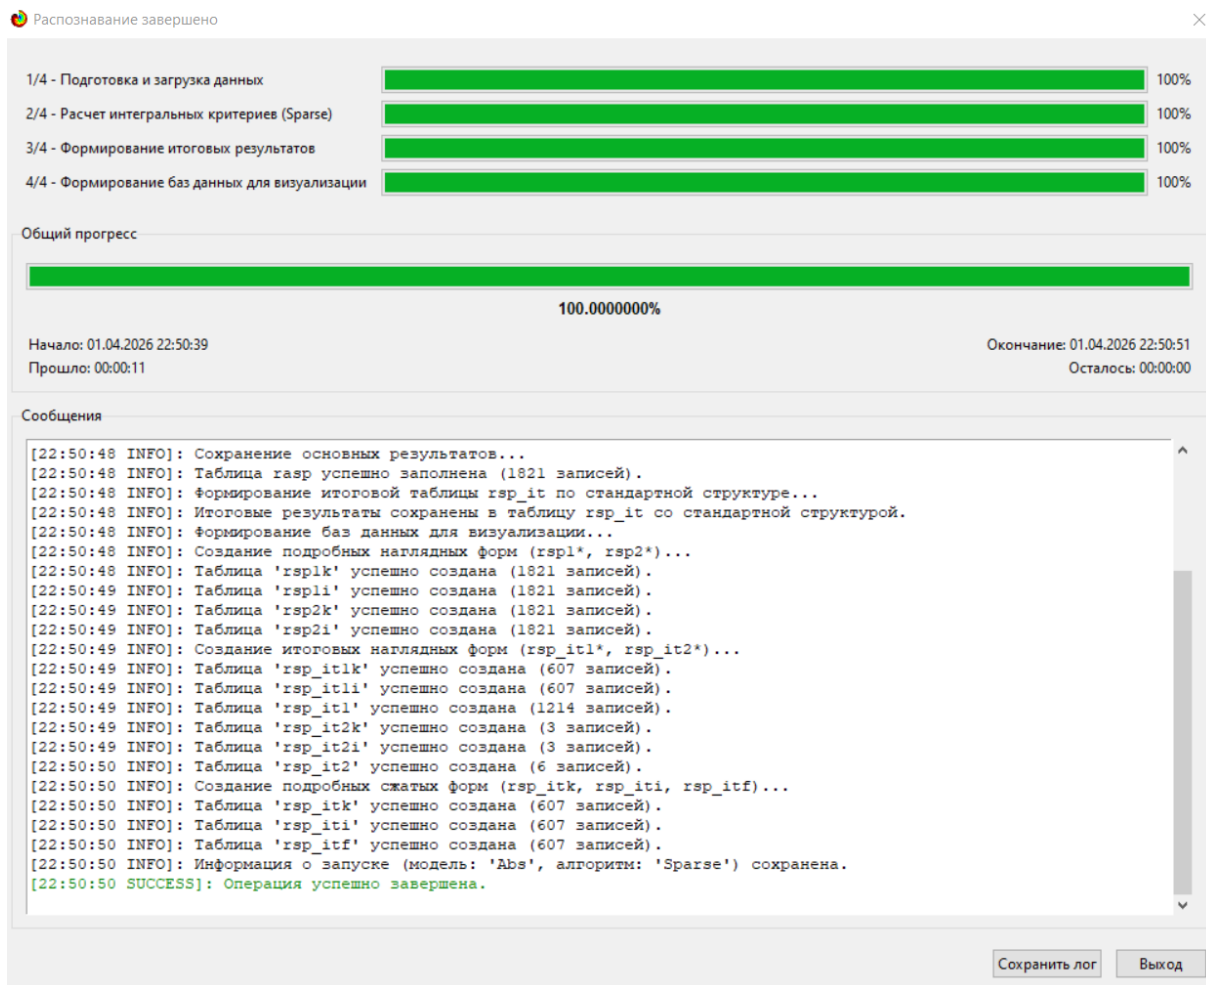 Распознавание завершено
1/4 - Подготовка и загрузка данных 100%
2/4 - Расчет интегральных критериев (Sparse) 100%
3/4 - Формирование итоговых результатов 100%
4/4 - Формирование баз данных для визуализации 100%
Общий прогресс
100.0000000%
Начало: 01.04.2026 22:50:39 Окончание: 01.04.2026 22:50:51
Прошло: 00:00:11 Осталось: 00:00:00
Сообщения
[22:50:48 INFO]: Сохранение основных результатов...
[22:50:48 INFO]: Таблица rasp успешно заполнена (1821 записей).
[22:50:48 INFO]: Формирование итоговой таблицы rsp_it по стандартной структуре...
[22:50:48 INFO]: Итоговые результаты сохранены в таблицу rsp_it со стандартной структурой.
[22:50:48 INFO]: Формирование баз данных для визуализации...
[22:50:48 INFO]: Создание подробных наглядных форм (rsp1*, rsp2*)...
[22:50:48 INFO]: Таблица 'rsp1k' успешно создана (1821 записей).
[22:50:49 INFO]: Таблица 'rsp1i' успешно создана (1821 записей).
[22:50:49 INFO]: Таблица 'rsp2k' успешно создана (1821 записей).
[22:50:49 INFO]: Таблица 'rsp2i' успешно создана (1821 записей).
[22:50:49 INFO]: Создание итоговых наглядных форм (rsp_it1*, rsp_it2*)...
[22:50:49 INFO]: Таблица 'rsp_it1k' успешно создана (607 записей).
[22:50:49 INFO]: Таблица 'rsp_it1i' успешно создана (607 записей).
[22:50:49 INFO]: Таблица 'rsp_it1' успешно создана (1214 записей).
[22:50:49 INFO]: Таблица 'rsp_it2k' успешно создана (3 записей).
[22:50:49 INFO]: Таблица 'rsp_it2i' успешно создана (3 записей).
[22:50:50 INFO]: Таблица 'rsp_it2' успешно создана (6 записей).
[22:50:50 INFO]: Создание подробных сжатых форм (rsp_itk, rsp_iti, rsp_itf)...
[22:50:50 INFO]: Таблица 'rsp_itk' успешно создана (607 записей).
[22:50:50 INFO]: Таблица 'rsp_iti' успешно создана (607 записей).
[22:50:50 INFO]: Таблица 'rsp_itf' успешно создана (607 записей).
[22:50:50 INFO]: Информация о запуске (модель: 'Abs', алгоритм: 'Sparse') сохранена.
[22:50:50 SUCCESS]: Операция успешно завершена.
Сохранить лог Выход